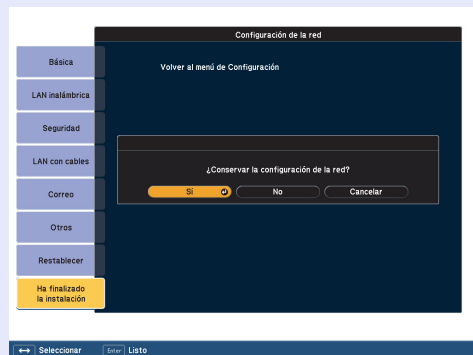 Configuración de la red
Básica
Volver al menú de Configuración
LAN inalámbrica
Seguridad
LAN con cables
¿Conservar la configuración de la red?
Sí No Cancelar
Correo
Otros
Restablecer
Ha finalizado
la instalación
Seleccionar Enter Listo